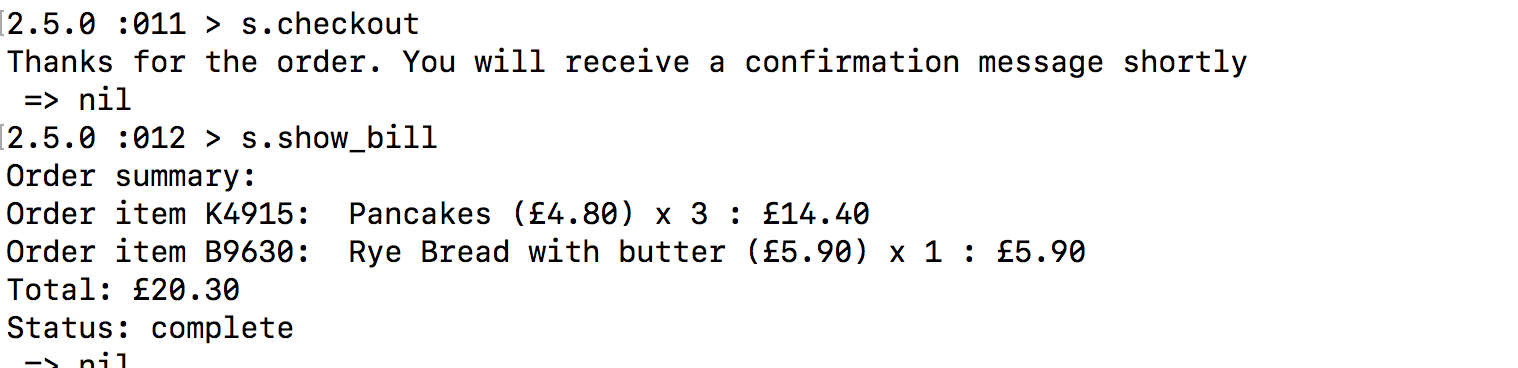 2.5.0 :011 > s.checkout
Thanks for the order. You will receive a confirmation message shortly
 => nil
2.5.0 :012 > s.show_bill
Order summary:
Order item K4915:  Pancakes (£4.80) x 3 : £14.40
Order item B9630:  Rye Bread with butter (£5.90) x 1 : £5.90
Total: £20.30
Status: complete
 => nil